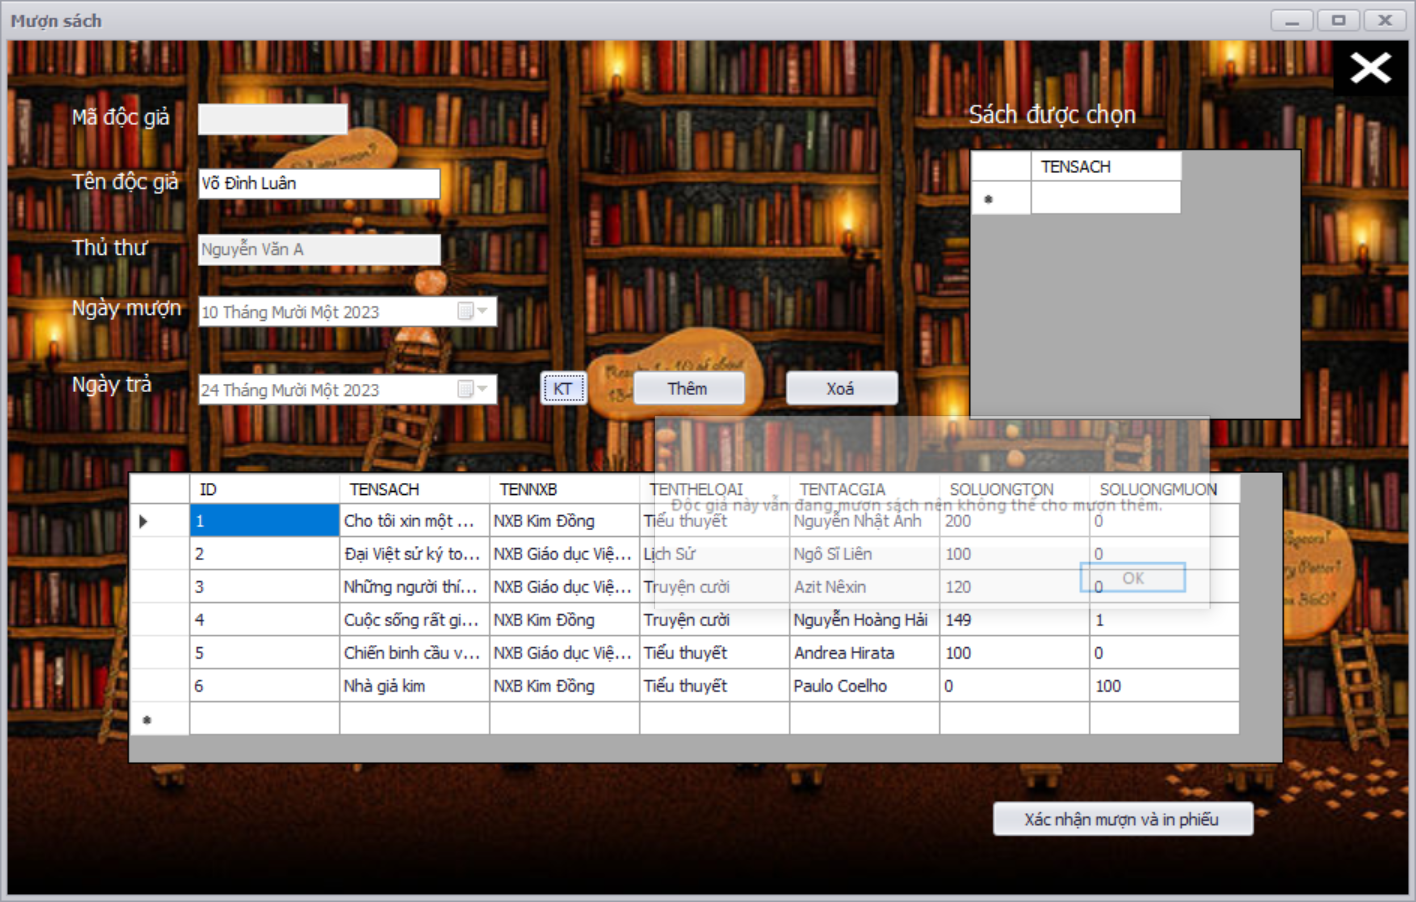 Mượn sách
Mã độc giả
Sách được chọn
TENSACH
Tên độc giả
Võ Đình Luân
Thủ thư
Nguyễn Văn A
Ngày mượn
10 Tháng Mười Một 2023
Ngày trả
24 Tháng Mười Một 2023
KT
Thêm
Xoá
Độc giả này vẫn đang mượn sách nên không thể cho mượn thêm.
OK
ID TENSACH TENNXB TENTHELOAI TENTACGIA SOLUONGTON SOLUONGMUON
1 Cho tôi xin một ... NXB Kim Đồng Tiểu thuyết Nguyễn Nhật Ánh 200 0
2 Đại Việt sử ký to... NXB Giáo dục Việ... Lịch Sử Ngô Sĩ Liên 100 0
3 Những người thí... NXB Giáo dục Việ... Truyện cười Azit Nêxin 120 0
4 Cuộc sống rất gi... NXB Kim Đồng Truyện cười Nguyễn Hoàng Hải 149 1
5 Chiến binh cầu v... NXB Giáo dục Việ... Tiểu thuyết Andrea Hirata 100 0
6 Nhà giả kim NXB Kim Đồng Tiểu thuyết Paulo Coelho 0 100
Xác nhận mượn và in phiếu